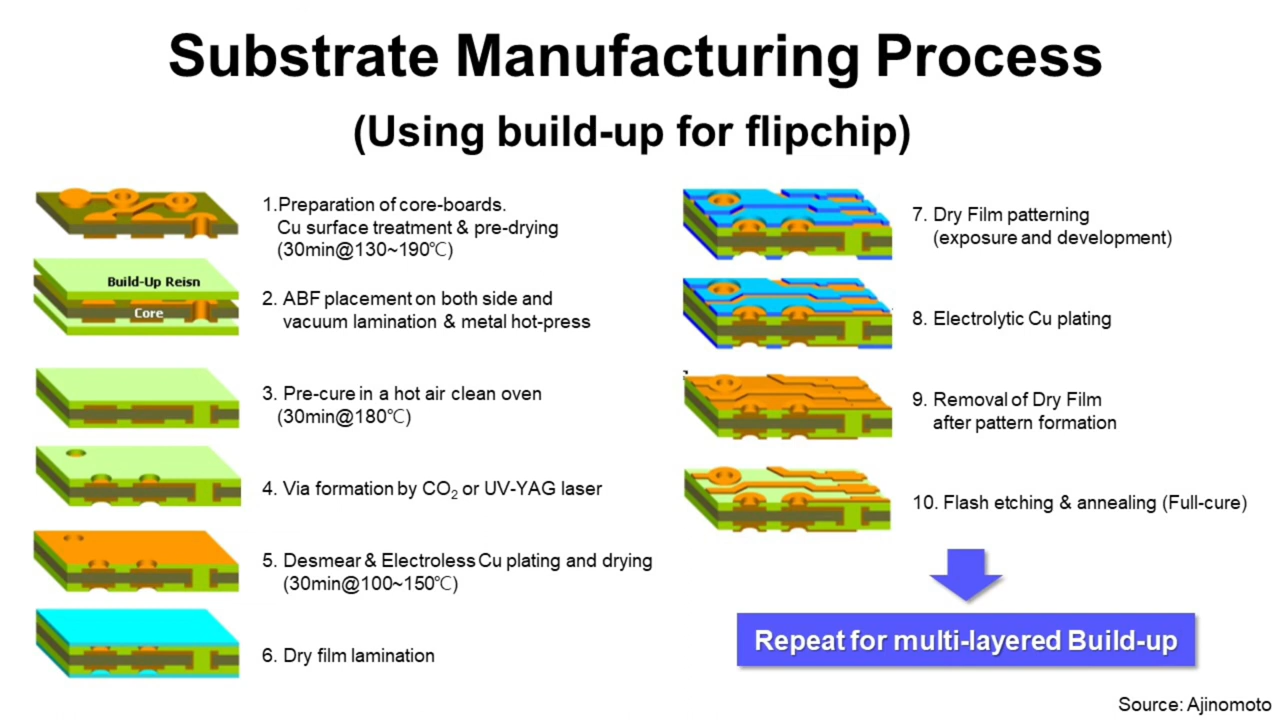 Substrate Manufacturing Process
(Using build-up for flipchip)
1.Preparation of core-boards.
Cu surface treatment & pre-drying
(30min@130~190℃)
Build-Up Reisn
Core
2. ABF placement on both side and
vacuum lamination & metal hot-press
3. Pre-cure in a hot air clean oven
(30min@180℃)
4. Via formation by CO₂ or UV-YAG laser
5. Desmear & Electroless Cu plating and drying
(30min@100~150℃)
6. Dry film lamination
7. Dry Film patterning
(exposure and development)
8. Electrolytic Cu plating
9. Removal of Dry Film
after pattern formation
10. Flash etching & annealing (Full-cure)
Repeat for multi-layered Build-up
Source: Ajinomoto